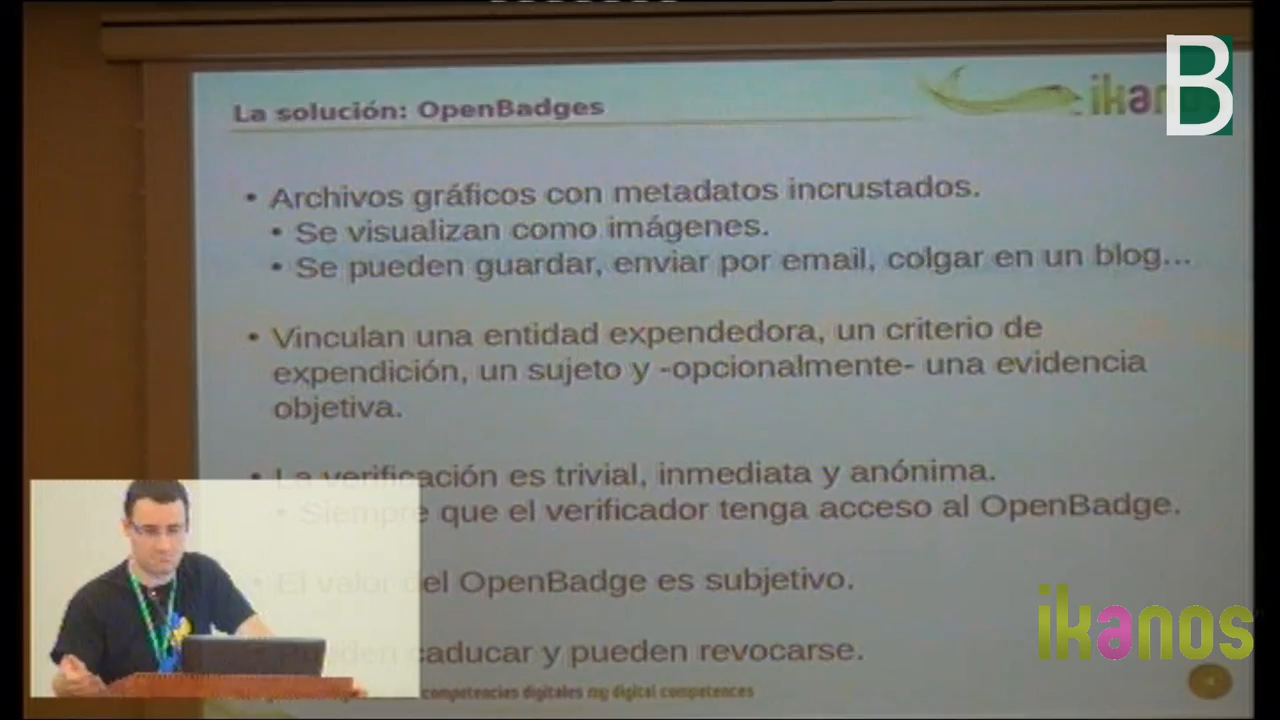 B
La solución: OpenBadges
ikanos
• Archivos gráficos con metadatos incrustados.
• Se visualizan como imágenes.
• Se pueden guardar, enviar por email, colgar en un blog...
• Vinculan una entidad expendedora, un criterio de
expendición, un sujeto y -opcionalmente- una evidencia
objetiva.
• La verificación es trivial, inmediata y anónima.
• Siempre que el verificador tenga acceso al OpenBadge.
• El valor del OpenBadge es subjetivo.
• Pueden caducar y pueden revocarse.
ikanos
competencias digitales my digital competences